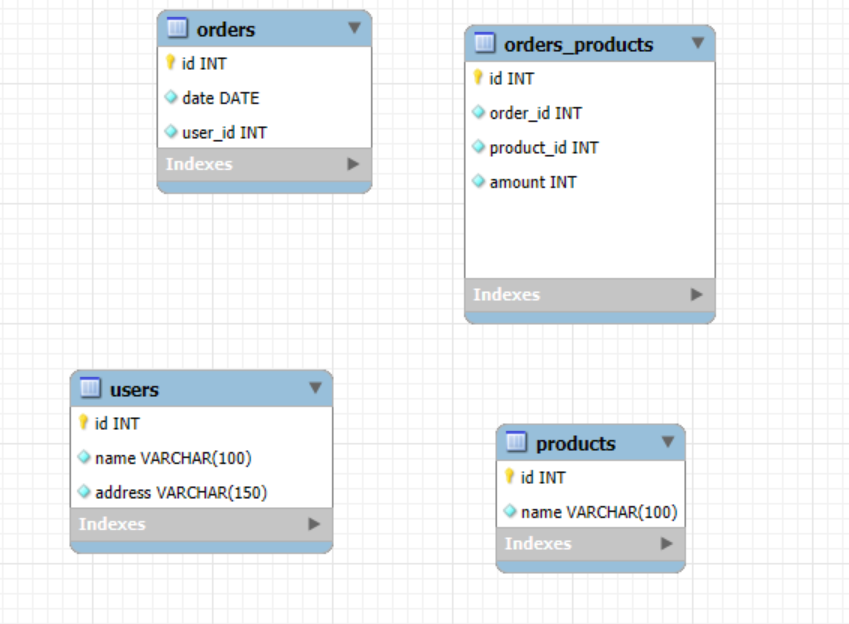 orders
id INT
date DATE
user_id INT
Indexes
orders_products
id INT
order_id INT
product_id INT
amount INT
Indexes
users
id INT
name VARCHAR(100)
address VARCHAR(150)
Indexes
products
id INT
name VARCHAR(100)
Indexes